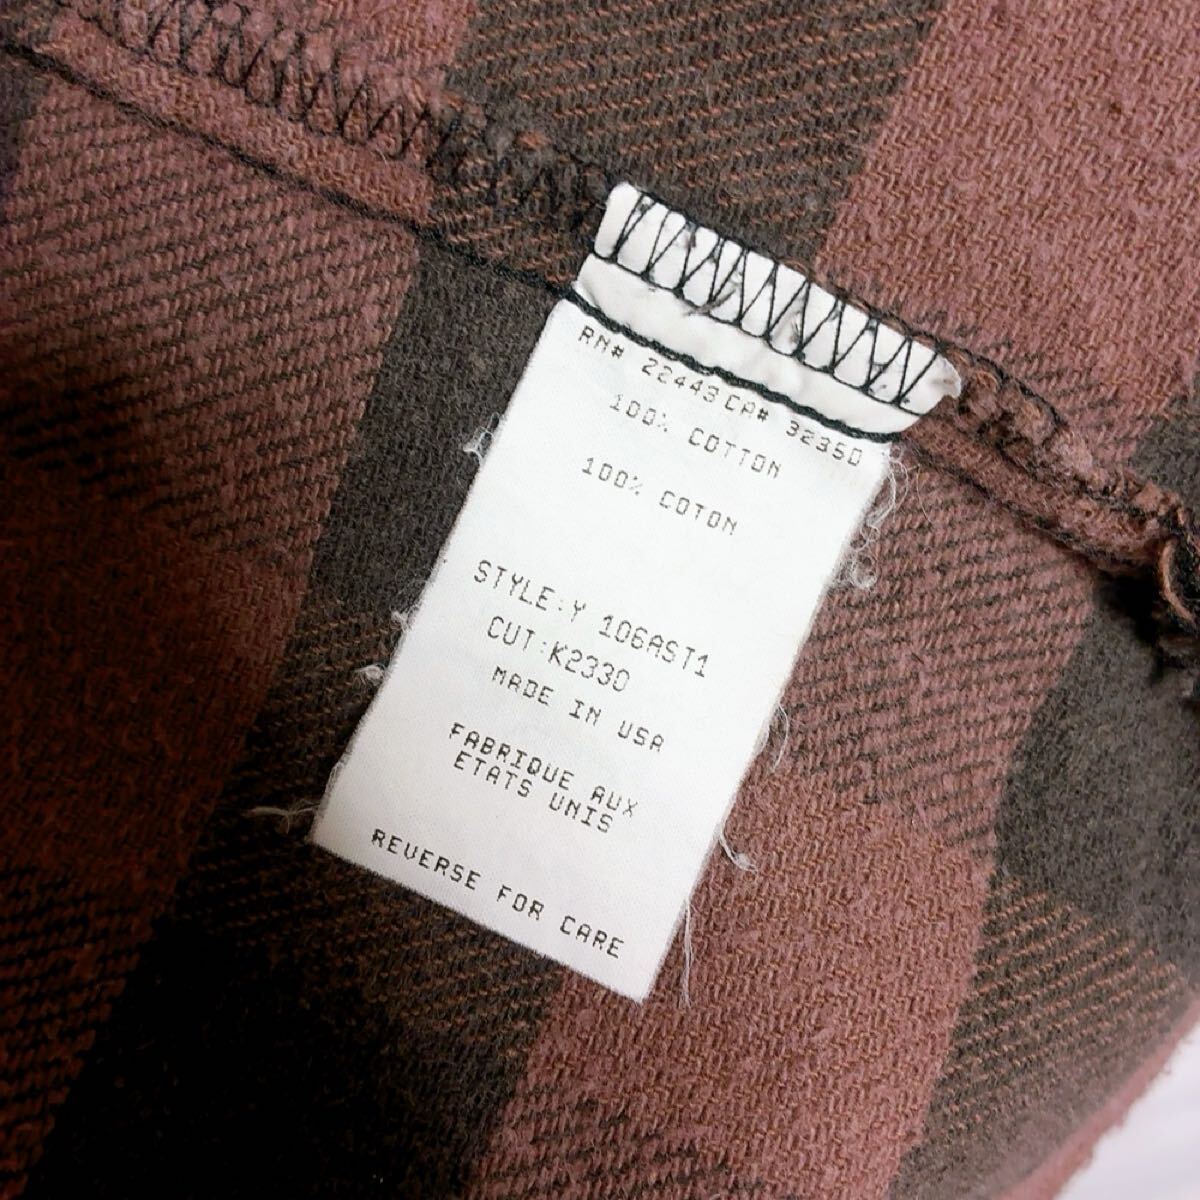 RN# 22449 CA# 32350
100% COTTON
100% COTON
STYLE:Y 106AST1
CUT:K2330
MADE IN USA
FABRIQUE AUX
ETATS UNIS
REVERSE FOR CARE